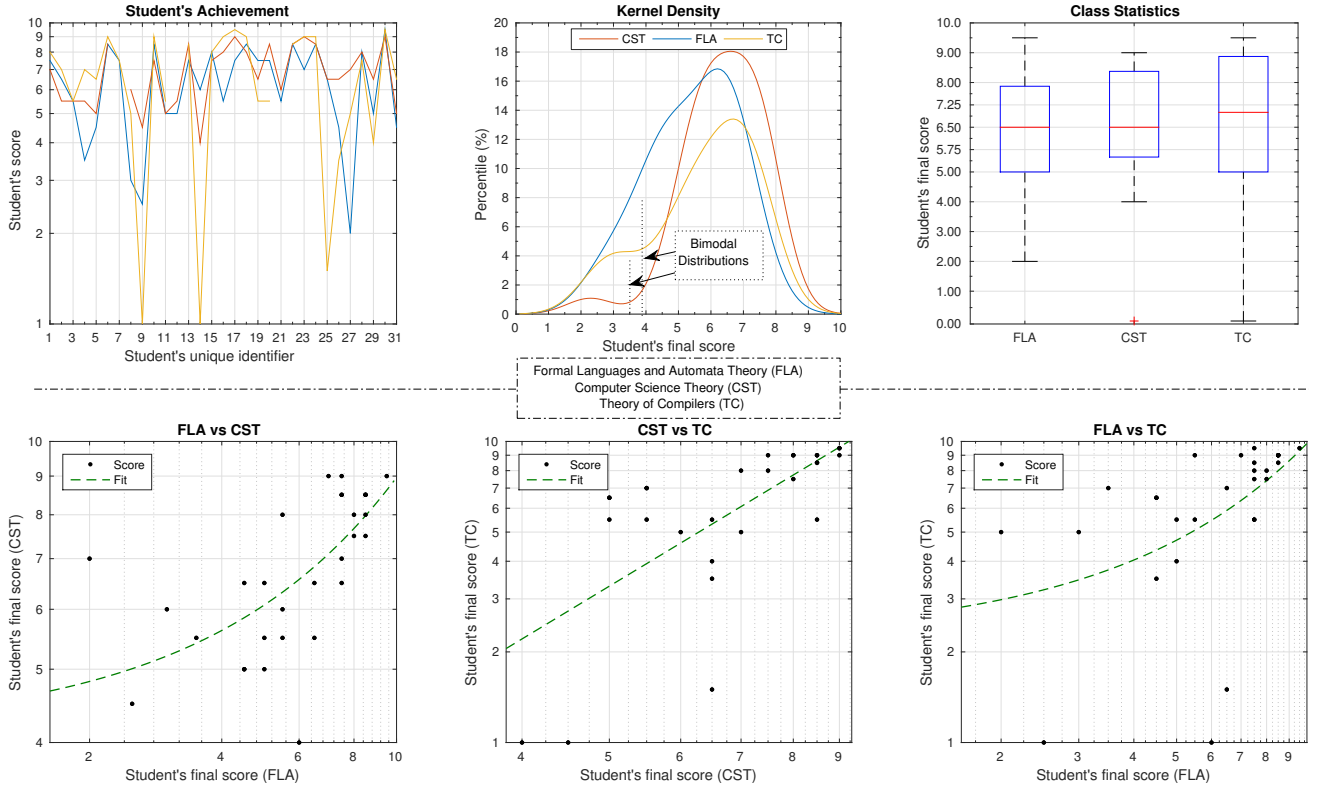 Student's Achievement
10
9
8
7
6
5
4
3
2
1
Student's score
1 3 5 7 9 11 13 15 17 19 21 23 25 27 29 31
Student's unique identifier
Kernel Density
CST FLA TC
20
18
16
14
12
10
8
6
4
2
0
Percentile (%)
Bimodal
Distributions
0 1 2 3 4 5 6 7 8 9 10
Student's final score
Class Statistics
10.0
9.00
8.00
7.25
6.50
5.75
5.00
4.00
3.00
2.00
1.00
0.00
Student's final score
FLA CST TC
Formal Languages and Automata Theory (FLA)
Computer Science Theory (CST)
Theory of Compilers (TC)
FLA vs CST
Score
Fit
10
9
8
7
6
5
4
Student's final score (CST)
2 4 6 8 10
Student's final score (FLA)
CST vs TC
Score
Fit
10
9
8
7
6
5
4
3
2
1
Student's final score (TC)
4 5 6 7 8 9
Student's final score (CST)
FLA vs TC
Score
Fit
10
9
8
7
6
5
4
3
2
1
Student's final score (TC)
2 3 4 5 6 7 8 9
Student's final score (FLA)